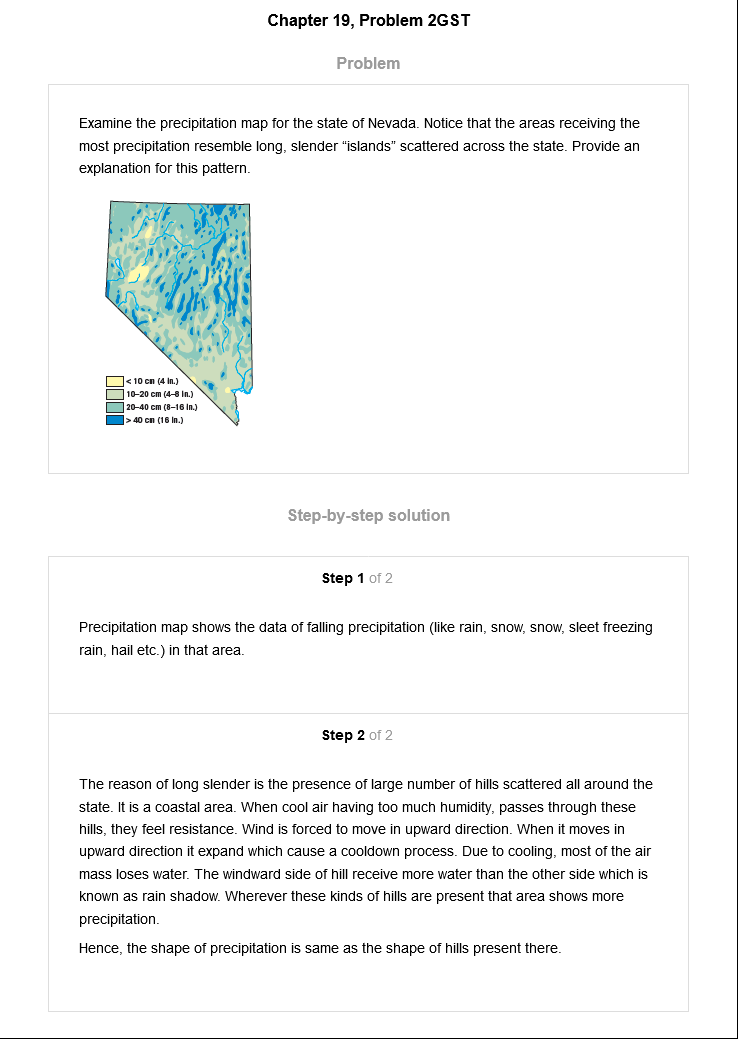 Chapter 19, Problem 2GST
Problem
Examine the precipitation map for the state of Nevada. Notice that the areas receiving the
most precipitation resemble long, slender “islands” scattered across the state. Provide an
explanation for this pattern.
< 10 cm (4 in.)
10–20 cm (4–8 in.)
20–40 cm (8–16 in.)
> 40 cm (16 in.)
Step-by-step solution
Step 1 of 2
Precipitation map shows the data of falling precipitation (like rain, snow, snow, sleet freezing
rain, hail etc.) in that area.
Step 2 of 2
The reason of long slender is the presence of large number of hills scattered all around the
state. It is a coastal area. When cool air having too much humidity, passes through these
hills, they feel resistance. Wind is forced to move in upward direction. When it moves in
upward direction it expand which cause a cooldown process. Due to cooling, most of the air
mass loses water. The windward side of hill receive more water than the other side which is
known as rain shadow. Wherever these kinds of hills are present that area shows more
precipitation.
Hence, the shape of precipitation is same as the shape of hills present there.